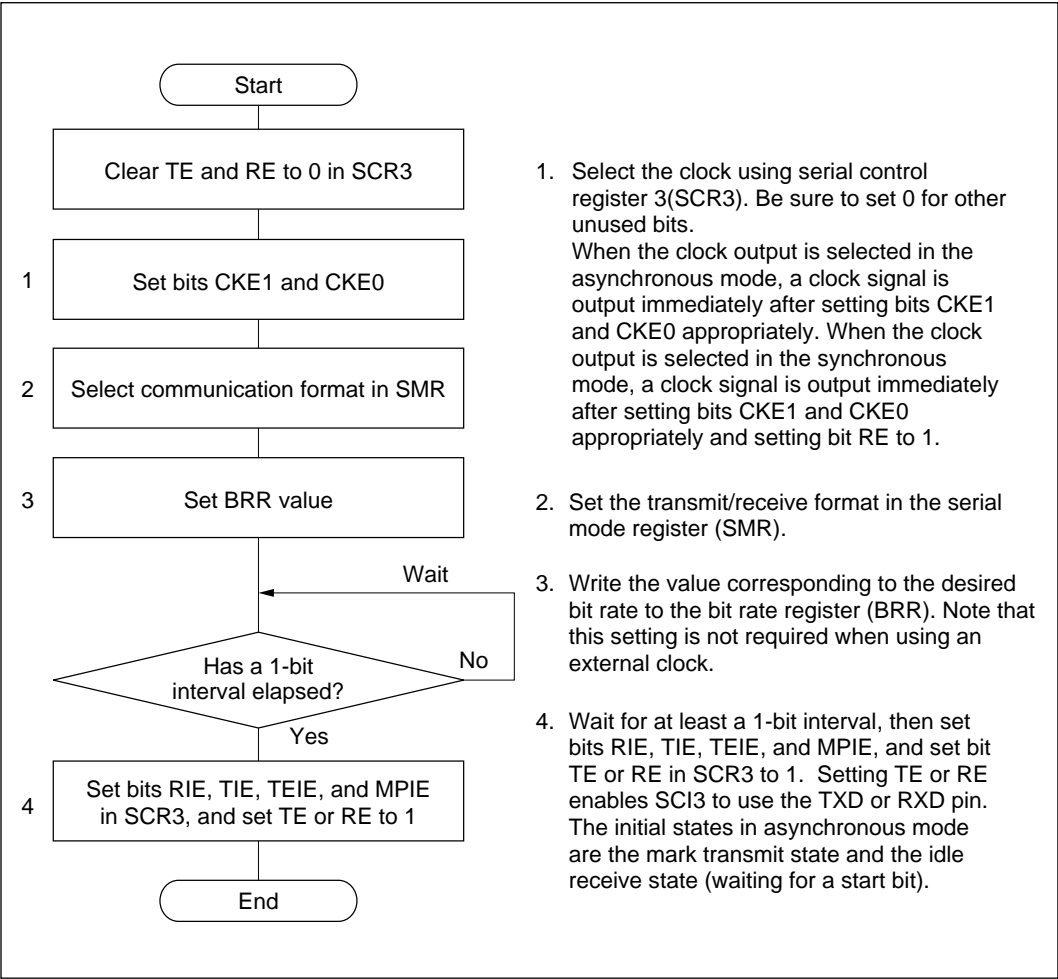 Start
Clear TE and RE to 0 in SCR3
1
Set bits CKE1 and CKE0
2
Select communication format in SMR
3
Set BRR value
Wait
Has a 1-bit
interval elapsed?
No
Yes
4
Set bits RIE, TIE, TEIE, and MPIE
in SCR3, and set TE or RE to 1
End
1. Select the clock using serial control
register 3(SCR3). Be sure to set 0 for other
unused bits.
When the clock output is selected in the
asynchronous mode, a clock signal is
output immediately after setting bits CKE1
and CKE0 appropriately. When the clock
output is selected in the synchronous
mode, a clock signal is output immediately
after setting bits CKE1 and CKE0
appropriately and setting bit RE to 1.
2. Set the transmit/receive format in the serial
mode register (SMR).
3. Write the value corresponding to the desired
bit rate to the bit rate register (BRR). Note that
this setting is not required when using an
external clock.
4. Wait for at least a 1-bit interval, then set
bits RIE, TIE, TEIE, and MPIE, and set bit
TE or RE in SCR3 to 1. Setting TE or RE
enables SCI3 to use the TXD or RXD pin.
The initial states in asynchronous mode
are the mark transmit state and the idle
receive state (waiting for a start bit).